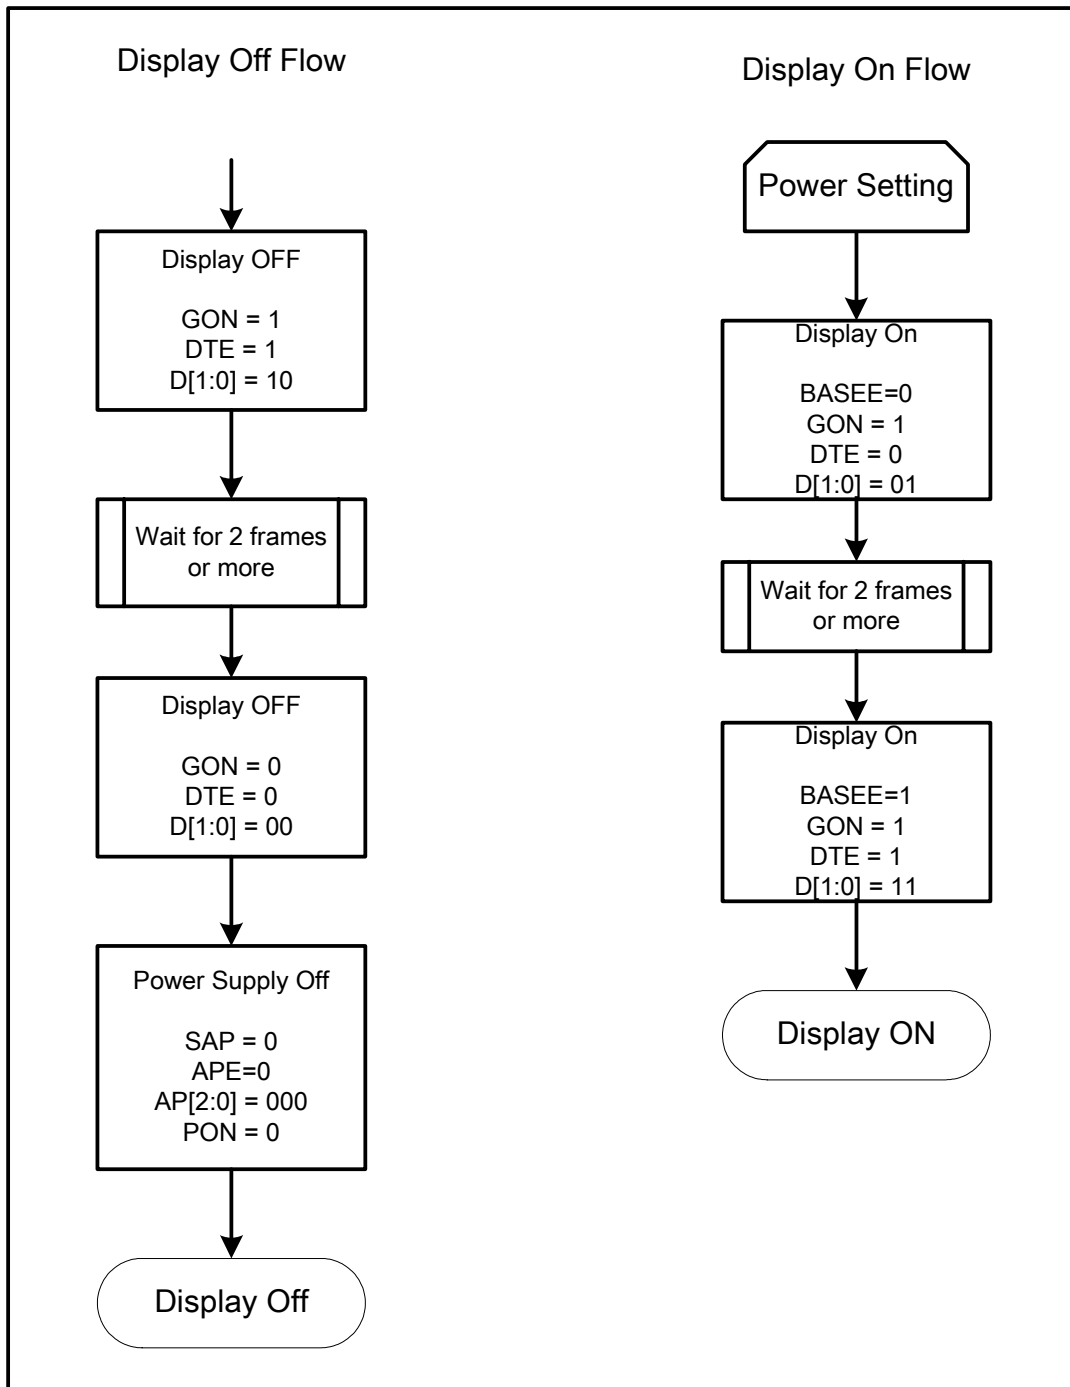 Display Off Flow
Display OFF
GON = 1
DTE = 1
D[1:0] = 10
Wait for 2 frames
or more
Display OFF
GON = 0
DTE = 0
D[1:0] = 00
Power Supply Off
SAP = 0
APE=0
AP[2:0] = 000
PON = 0
Display Off
Display On Flow
Power Setting
Display On
BASEE=0
GON = 1
DTE = 0
D[1:0] = 01
Wait for 2 frames
or more
Display On
BASEE=1
GON = 1
DTE = 1
D[1:0] = 11
Display ON